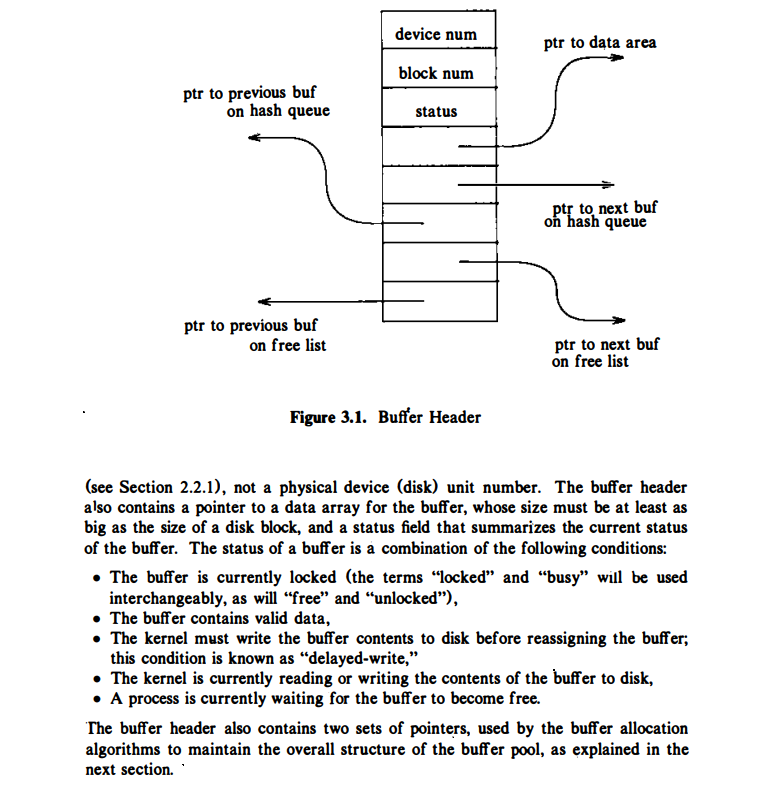 device num
ptr to data area
block num
ptr to previous buf
on hash queue
status
ptr to next buf
on hash queue
ptr to previous buf
on free list
ptr to next buf
on free list
Figure 3.1. Buffer Header
(see Section 2.2.1), not a physical device (disk) unit number. The buffer header
also contains a pointer to a data array for the buffer, whose size must be at least as
big as the size of a disk block, and a status field that summarizes the current status
of the buffer. The status of a buffer is a combination of the following conditions:
• The buffer is currently locked (the terms “locked” and “busy” will be used
interchangeably, as will “free” and “unlocked”),
• The buffer contains valid data,
• The kernel must write the buffer contents to disk before reassigning the buffer;
this condition is known as “delayed-write,”
• The kernel is currently reading or writing the contents of the buffer to disk,
• A process is currently waiting for the buffer to become free.
The buffer header also contains two sets of pointers, used by the buffer allocation
algorithms to maintain the overall structure of the buffer pool, as explained in the
next section.